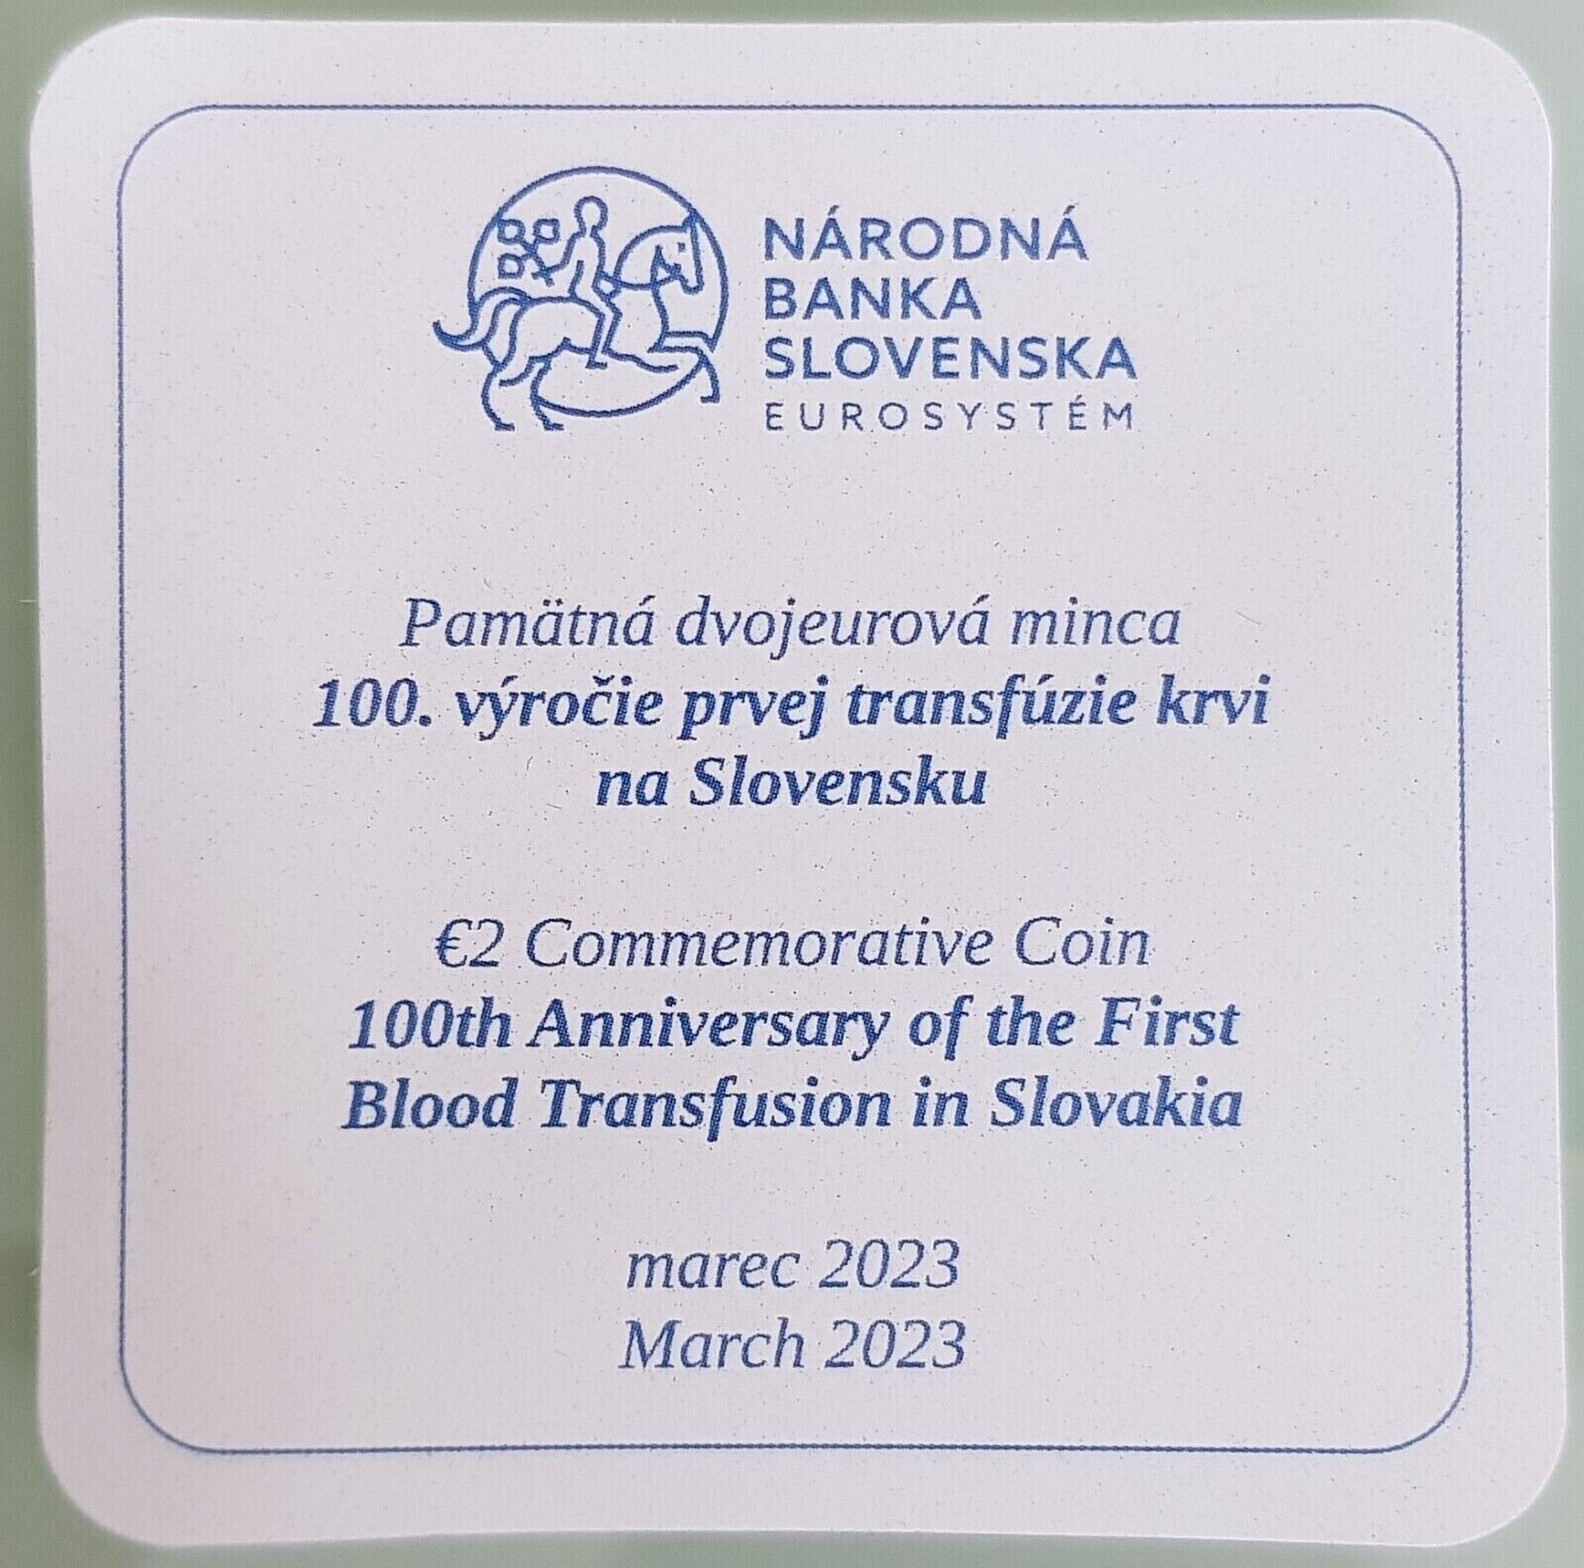 NÁRODNÁ
BANKA
SLOVENSKA
EUROSYSTÉM
Pamätná dvojeurová minca
100. výročie prvej transfúzie krvi
na Slovensku
€2 Commemorative Coin
100th Anniversary of the First
Blood Transfusion in Slovakia
marec 2023
March 2023